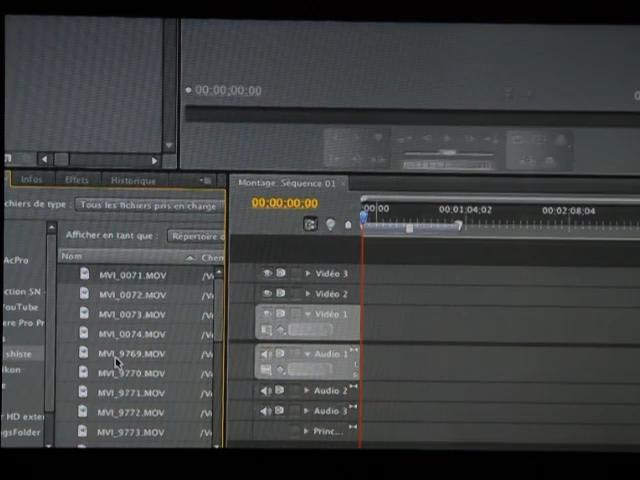 00;00;00;00
Infos Effets Historique
Montage: Séquence 01
chiers de type : Tous les fichiers pris en charge
00;00;00;00
00;00 00;01;04;02 00;02;08;04
Afficher en tant que : Répertoire d
Nom Chem
AcPro
MVI_0071.MOV
Vidéo 3
ction SN
MVI_0072.MOV
Vidéo 2
YouTube
MVI_0073.MOV
Vidéo 1
ere Pro Pr
MVI_0074.MOV
shiste
MVI_9769.MOV
Audio 1
ikon
MVI_9770.MOV
MVI_9771.MOV
Audio 2
MVI_9772.MOV
Audio 3
r HD exter
ngsFolder
MVI_9773.MOV
Princ...